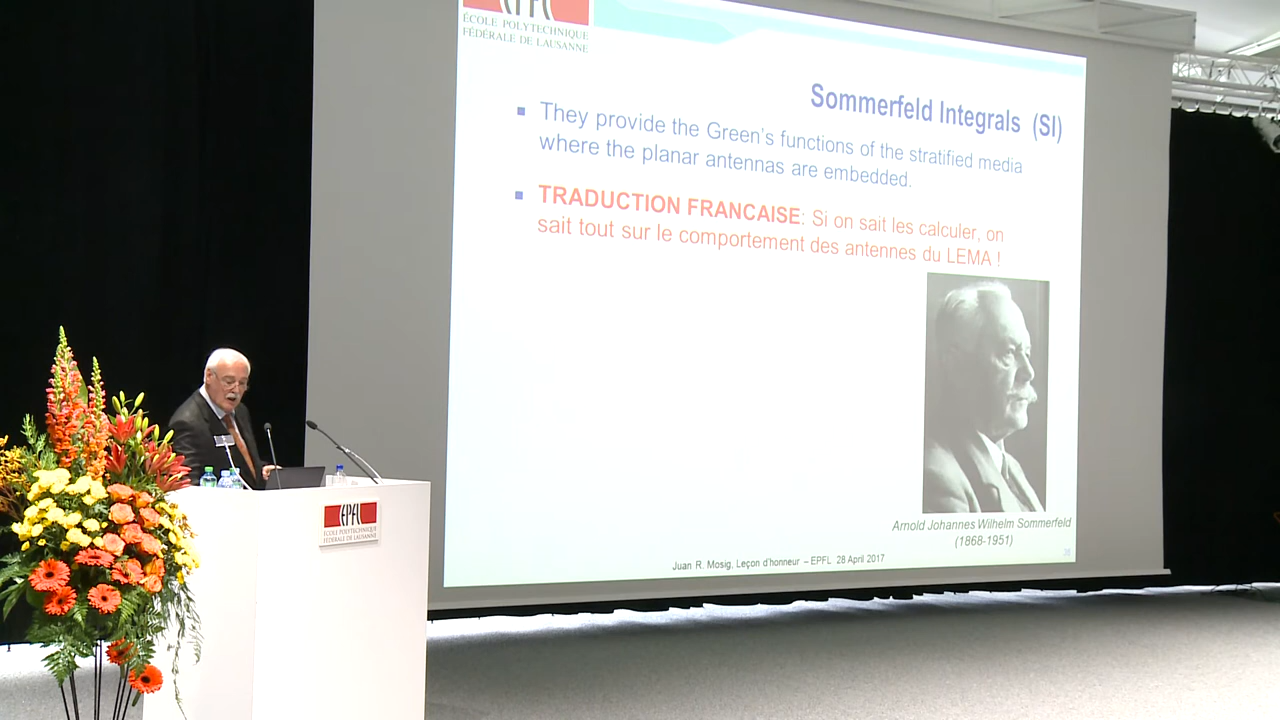 EPFL
ÉCOLE POLYTECHNIQUE
FÉDÉRALE DE LAUSANNE
Sommerfeld Integrals (SI)
They provide the Green's functions of the stratified media
where the planar antennas are embedded.
TRADUCTION FRANCAISE: Si on sait les calculer, on
sait tout sur le comportement des antennes du LEMA !
Arnold Johannes Wilhelm Sommerfeld
(1868-1951)
Juan R. Mosig, Leçon d'honneur – EPFL 28 April 2017
EPFL
ÉCOLE POLYTECHNIQUE
FÉDÉRALE DE LAUSANNE